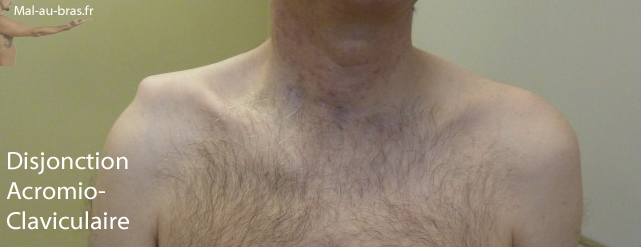 Mal-au-bras.fr
Disjonction
Acromio-
Claviculaire